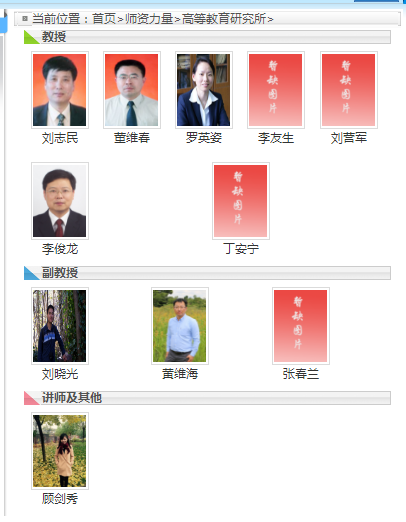 当前位置：首页>师资力量>高等教育研究所>
教授
暂缺图片 暂缺图片
刘志民 董维春 罗英姿 李友生 刘营军
暂缺图片
李俊龙 丁安宁
副教授
暂缺图片
刘晓光 黄维海 张春兰
讲师及其他
顾剑秀